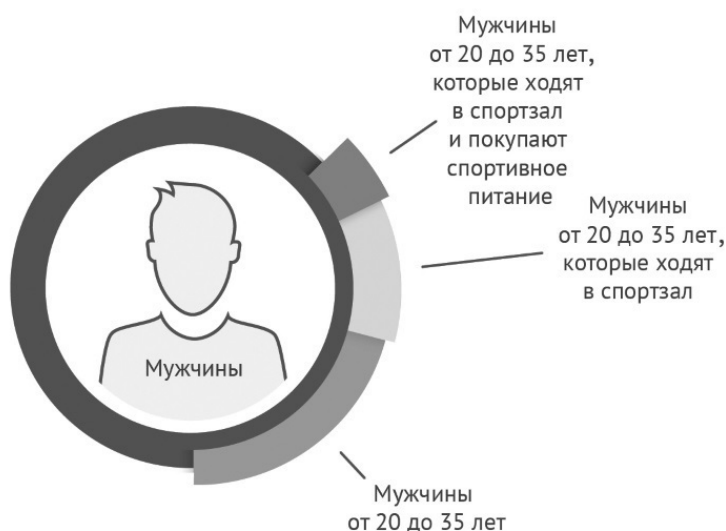 Мужчины
от 20 до 35 лет,
которые ходят
в спортзал
и покупают
спортивное
питание
Мужчины
от 20 до 35 лет,
которые ходят
в спортзал
Мужчины
Мужчины
от 20 до 35 лет